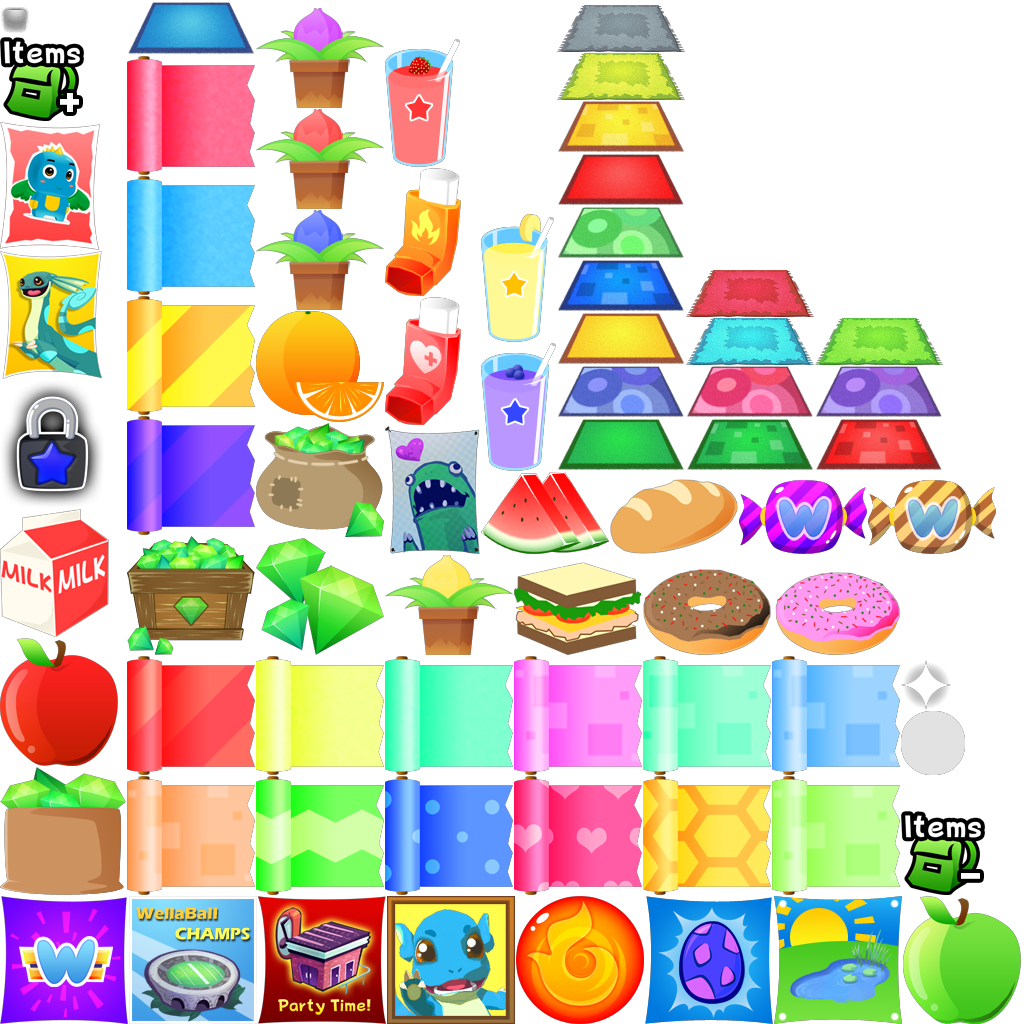 Items
+
MILK MILK
W W
Items
-
W
WellaBall
CHAMPS
Party Time!